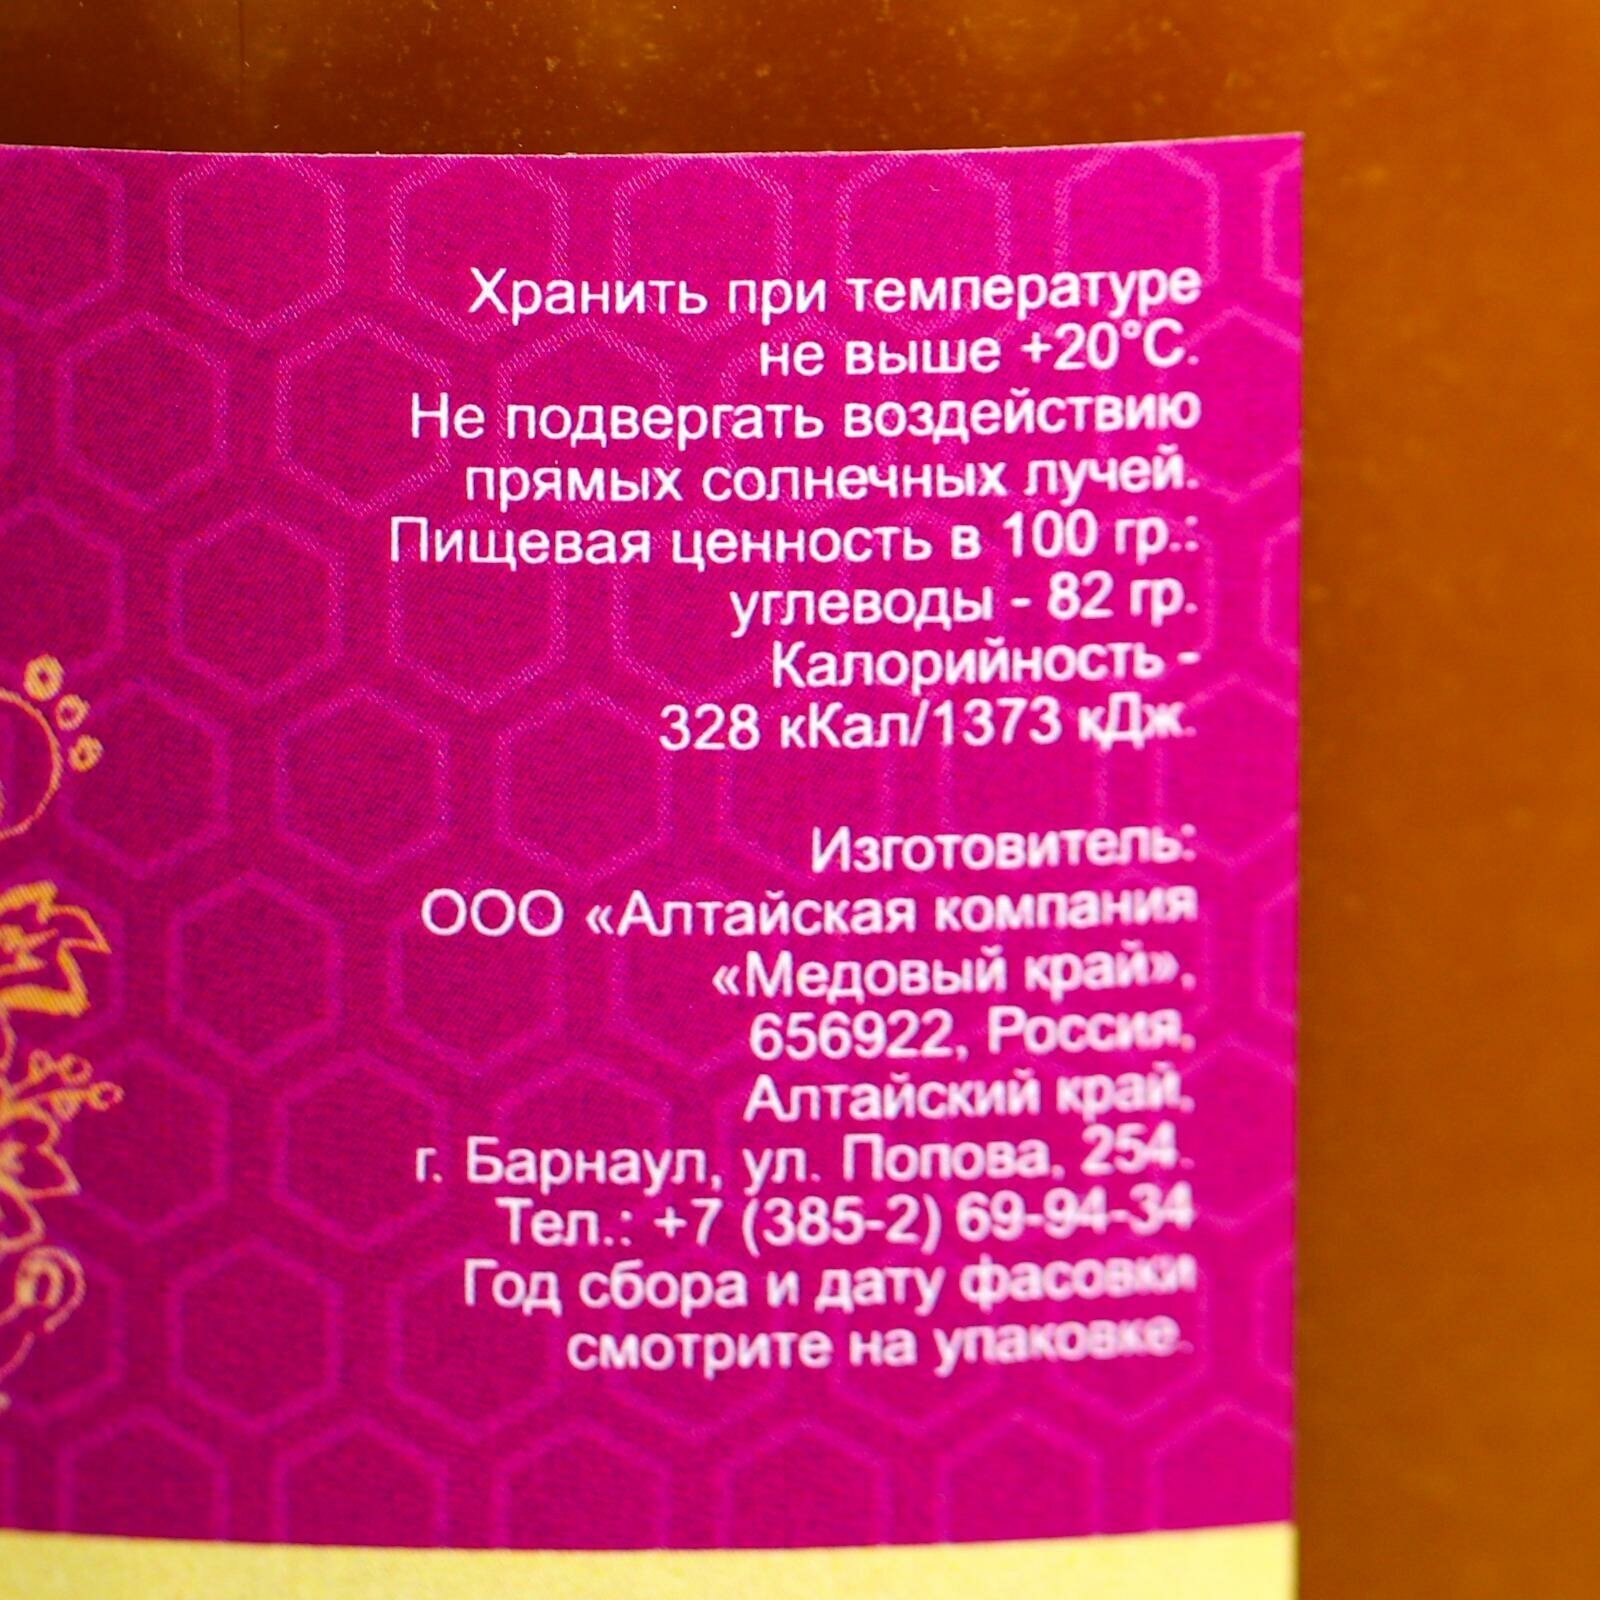 Хранить при температуре
не выше +20°С.
Не подвергать воздействию
прямых солнечных лучей.
Пищевая ценность в 100 гр.:
углеводы - 82 гр.
Калорийность -
328 кКал/1373 кДж.
Изготовитель:
ООО «Алтайская компания
«Медовый край»,
656922, Россия,
Алтайский край,
г. Барнаул, ул. Попова, 254.
Тел.: +7 (385-2) 69-94-34
Год сбора и дату фасовки
смотрите на упаковке.